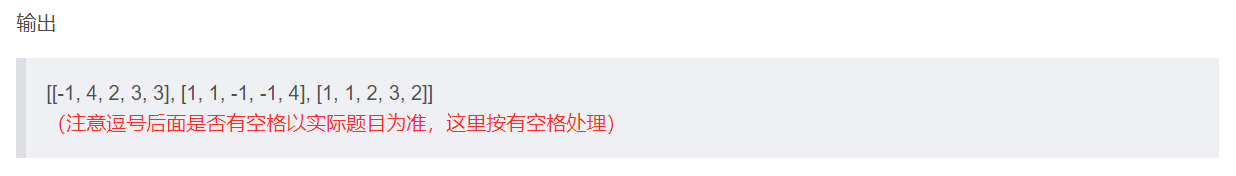 输出
[[-1, 4, 2, 3, 3], [1, 1, -1, -1, 4], [1, 1, 2, 3, 2]]
（注意逗号后面是否有空格以实际题目为准，这里按有空格处理）